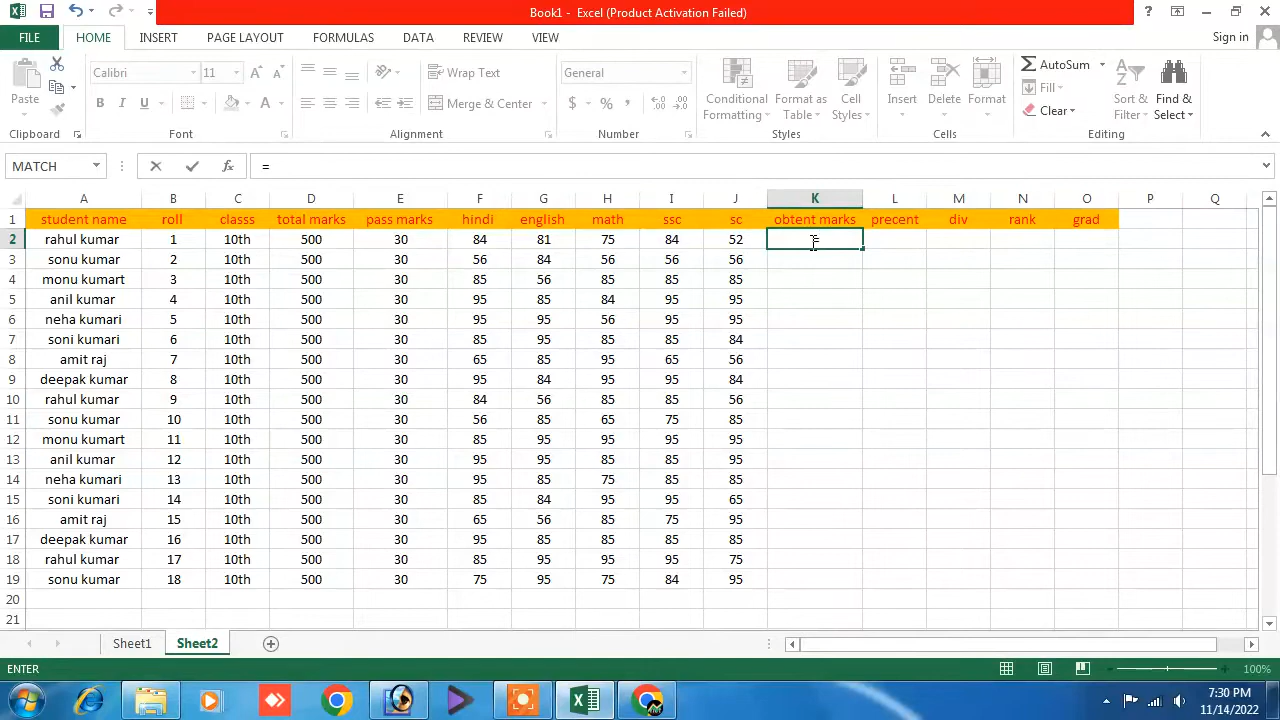 Book1 - Excel (Product Activation Failed)
FILE HOME INSERT PAGE LAYOUT FORMULAS DATA REVIEW VIEW Sign in
Paste Calibri 11 Wrap Text General Conditional Formatting Format as Table Cell Styles Insert Delete Format AutoSum Fill Clear Sort & Filter Find & Select
B I U Merge & Center $ % ,
Clipboard Font Alignment Number Styles Cells Editing
MATCH fx =
A B C D E F G H I J K L M N O P Q
1 student name roll classs total marks pass marks hindi english math ssc sc obtent marks precent div rank grad
2 rahul kumar 1 10th 500 30 84 81 75 84 52 =
3 sonu kumar 2 10th 500 30 56 84 56 56 56
4 monu kumart 3 10th 500 30 85 56 85 85 85
5 anil kumar 4 10th 500 30 95 85 84 95 95
6 neha kumari 5 10th 500 30 95 95 56 95 95
7 soni kumari 6 10th 500 30 85 95 85 85 84
8 amit raj 7 10th 500 30 65 85 95 65 56
9 deepak kumar 8 10th 500 30 95 84 95 95 84
10 rahul kumar 9 10th 500 30 84 56 85 85 56
11 sonu kumar 10 10th 500 30 56 85 65 75 85
12 monu kumart 11 10th 500 30 85 95 95 95 95
13 anil kumar 12 10th 500 30 95 95 85 95 95
14 neha kumari 13 10th 500 30 95 85 75 85 85
15 soni kumari 14 10th 500 30 85 84 95 95 65
16 amit raj 15 10th 500 30 65 56 85 75 95
17 deepak kumar 16 10th 500 30 95 85 85 85 85
18 rahul kumar 17 10th 500 30 85 95 95 95 75
19 sonu kumar 18 10th 500 30 75 95 75 84 95
20
21
Sheet1 Sheet2
ENTER 100%
7:30 PM
11/14/2022